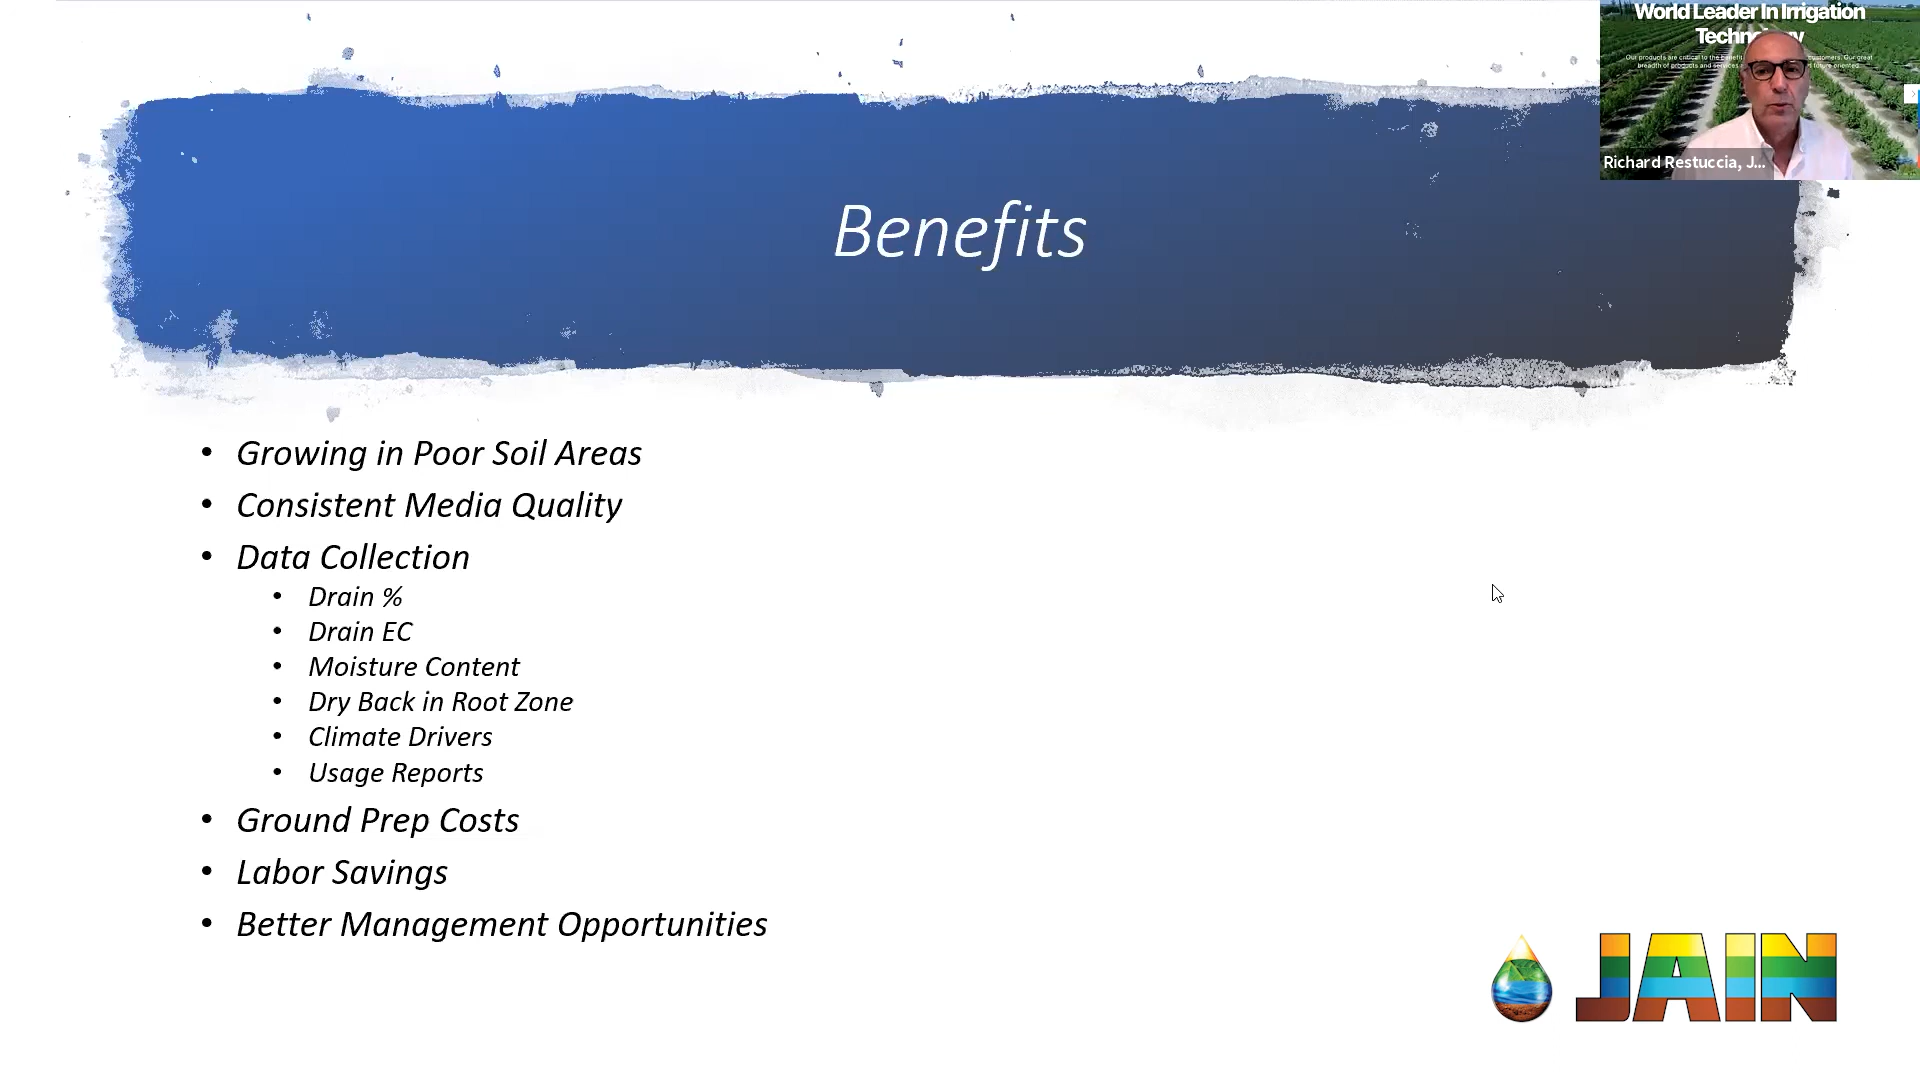 World Leader In Irrigation
Richard Restuccia, J...
Benefits
• Growing in Poor Soil Areas
• Consistent Media Quality
• Data Collection
• Drain %
• Drain EC
• Moisture Content
• Dry Back in Root Zone
• Climate Drivers
• Usage Reports
• Ground Prep Costs
• Labor Savings
• Better Management Opportunities
JAIN